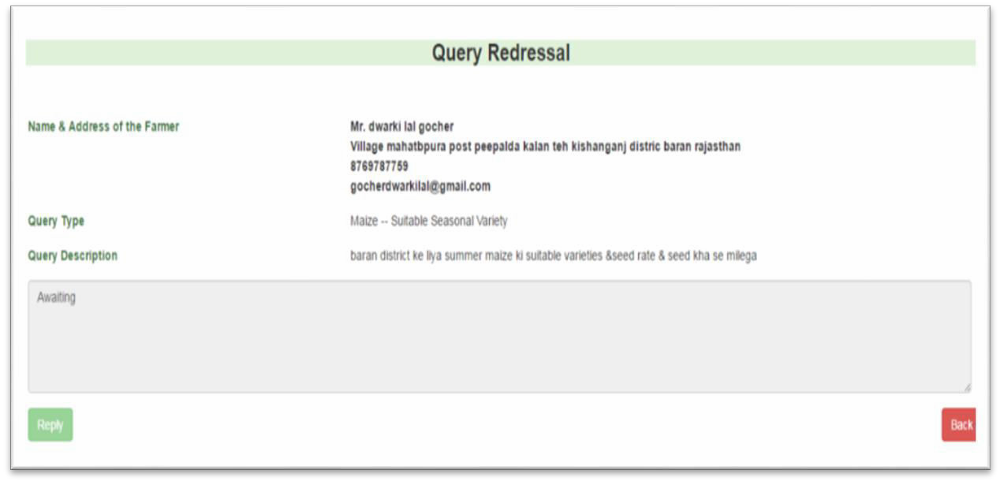 Query Redressal
Name & Address of the Farmer
Mr. dwarki lal gocher
Village mahatbpura post peepalda kalan teh kishanganj distric baran rajasthan
8769787759
gocherdwarkilal@gmail.com
Query Type
Maize -- Suitable Seasonal Variety
Query Description
baran district ke liya summer maize ki suitable varieties &seed rate & seed kha se milega
Awaiting
Reply
Back